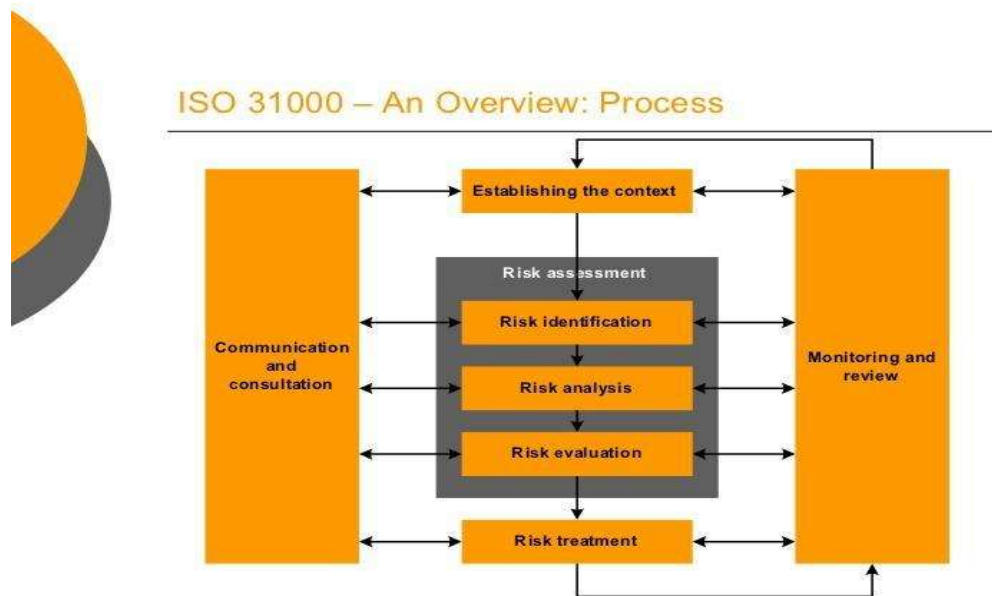 ISO 31000 – An Overview: Process
Establishing the context
Risk assessment
Risk identification
Communication
and
consultation
Monitoring and
review
Risk analysis
Risk evaluation
Risk treatment